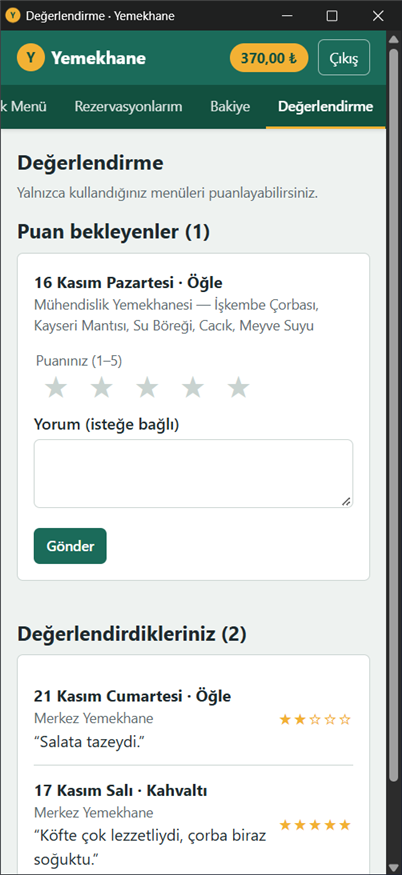 Değerlendirme · Yemekhane
Y Yemekhane
370,00 ₺
Çıkış
k Menü Rezervasyonlarım Bakiye Değerlendirme
Değerlendirme
Yalnızca kullandığınız menüleri puanlayabilirsiniz.
Puan bekleyenler (1)
16 Kasım Pazartesi · Öğle
Mühendislik Yemekhanesi — İşkembe Çorbası,
Kayseri Mantısı, Su Böreği, Cacık, Meyve Suyu
Puanınız (1–5)
★ ★ ★ ★ ★
Yorum (isteğe bağlı)
Gönder
Değerlendirdikleriniz (2)
21 Kasım Cumartesi · Öğle
Merkez Yemekhane
★★☆☆☆
“Salata tazeydi.”
17 Kasım Salı · Kahvaltı
Merkez Yemekhane
★★★★★
“Köfte çok lezzetliydi, çorba biraz
soğuktu.”